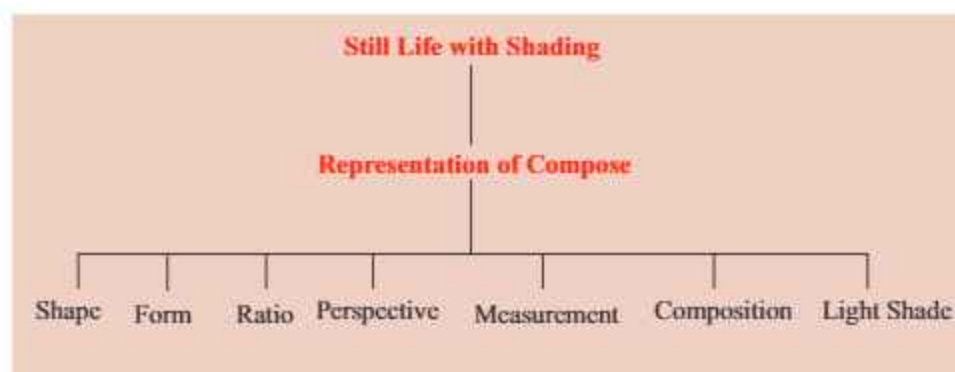 Still Life with Shading
Representation of Compose
Shape Form Ratio Perspective Measurement Composition Light Shade